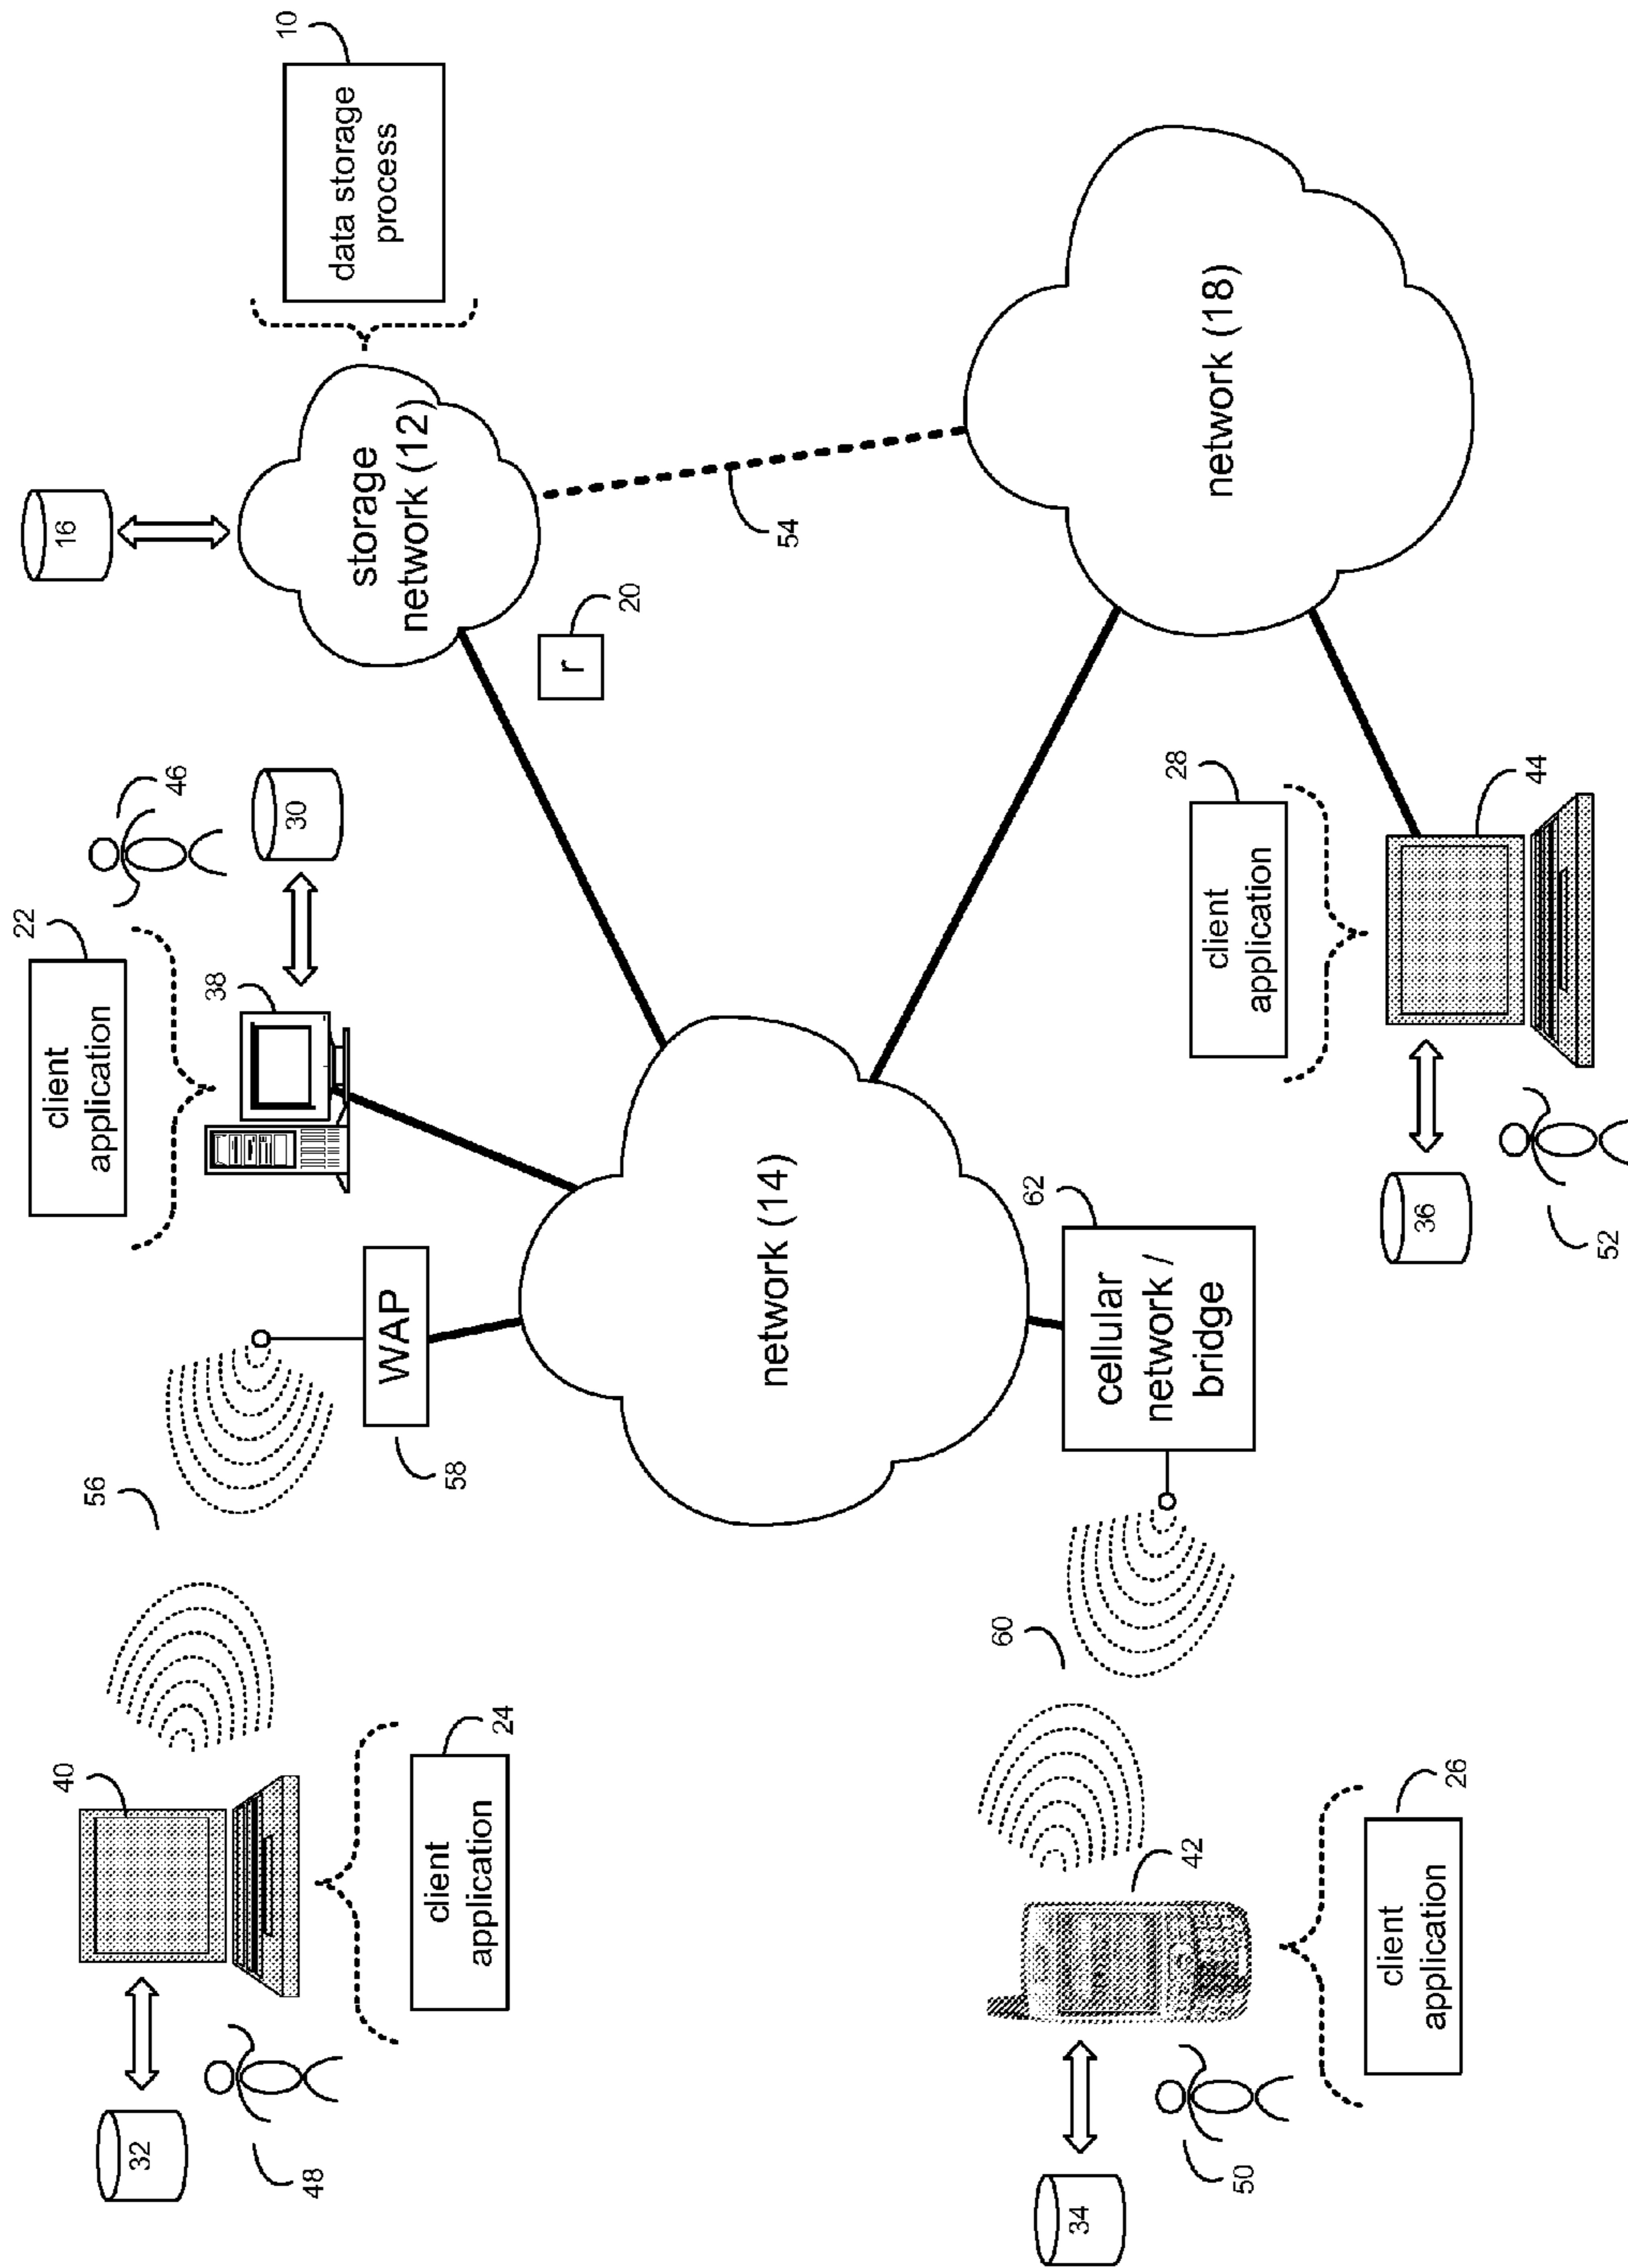 32
48
40
client
application
24
56
WAP
58
client
application
22
38
46
30
16
storage
network (12)
data storage
process
10
r
20
54
network (14)
network (18)
34
50
42
client
application
26
60
cellular
network /
bridge
62
36
52
client
application
28
44